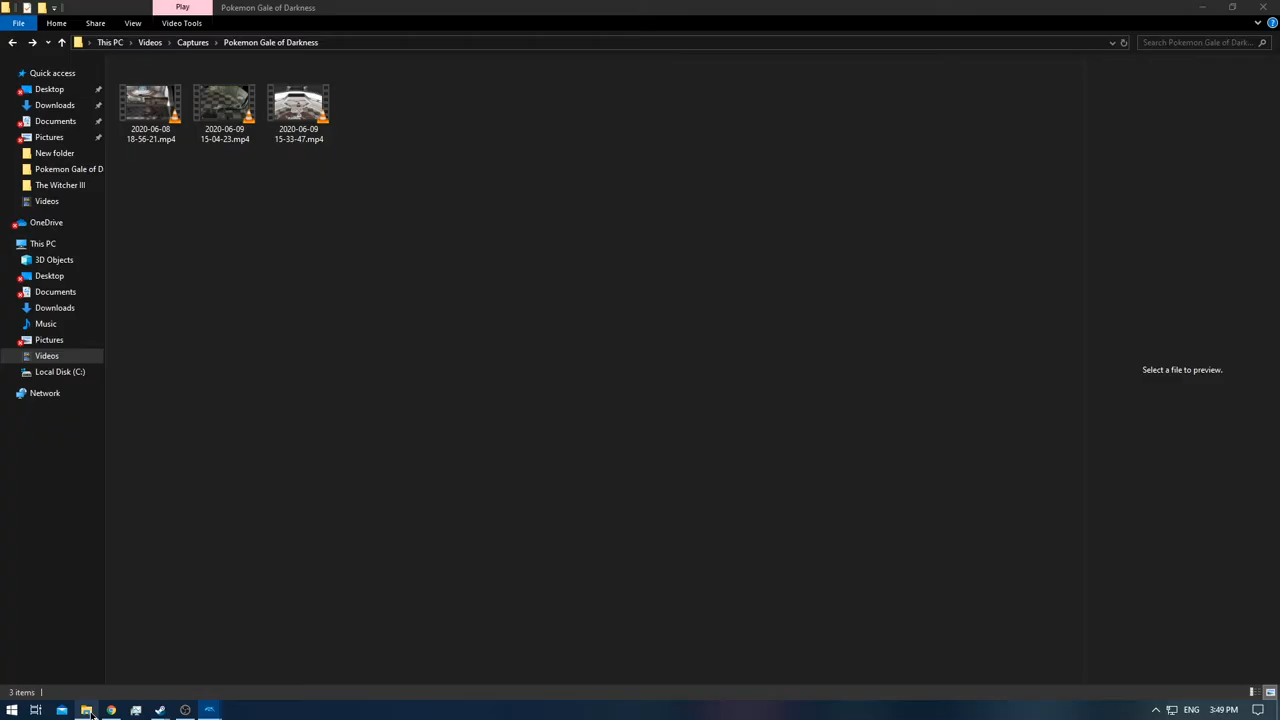 Play
Pokemon Gale of Darkness
File
Home
Share
View
Video Tools
This PC
Videos
Captures
Pokemon Gale of Darkness
Search Pokemon Gale of Dark...
Quick access
Desktop
Downloads
Documents
Pictures
New folder
Pokemon Gale of D
The Witcher III
Videos
OneDrive
This PC
3D Objects
Desktop
Documents
Downloads
Music
Pictures
Videos
Local Disk (C:)
Network
2020-06-08
18-56-21.mp4
2020-06-09
15-04-23.mp4
2020-06-09
15-33-47.mp4
Select a file to preview.
3 items
ENG
3:49 PM